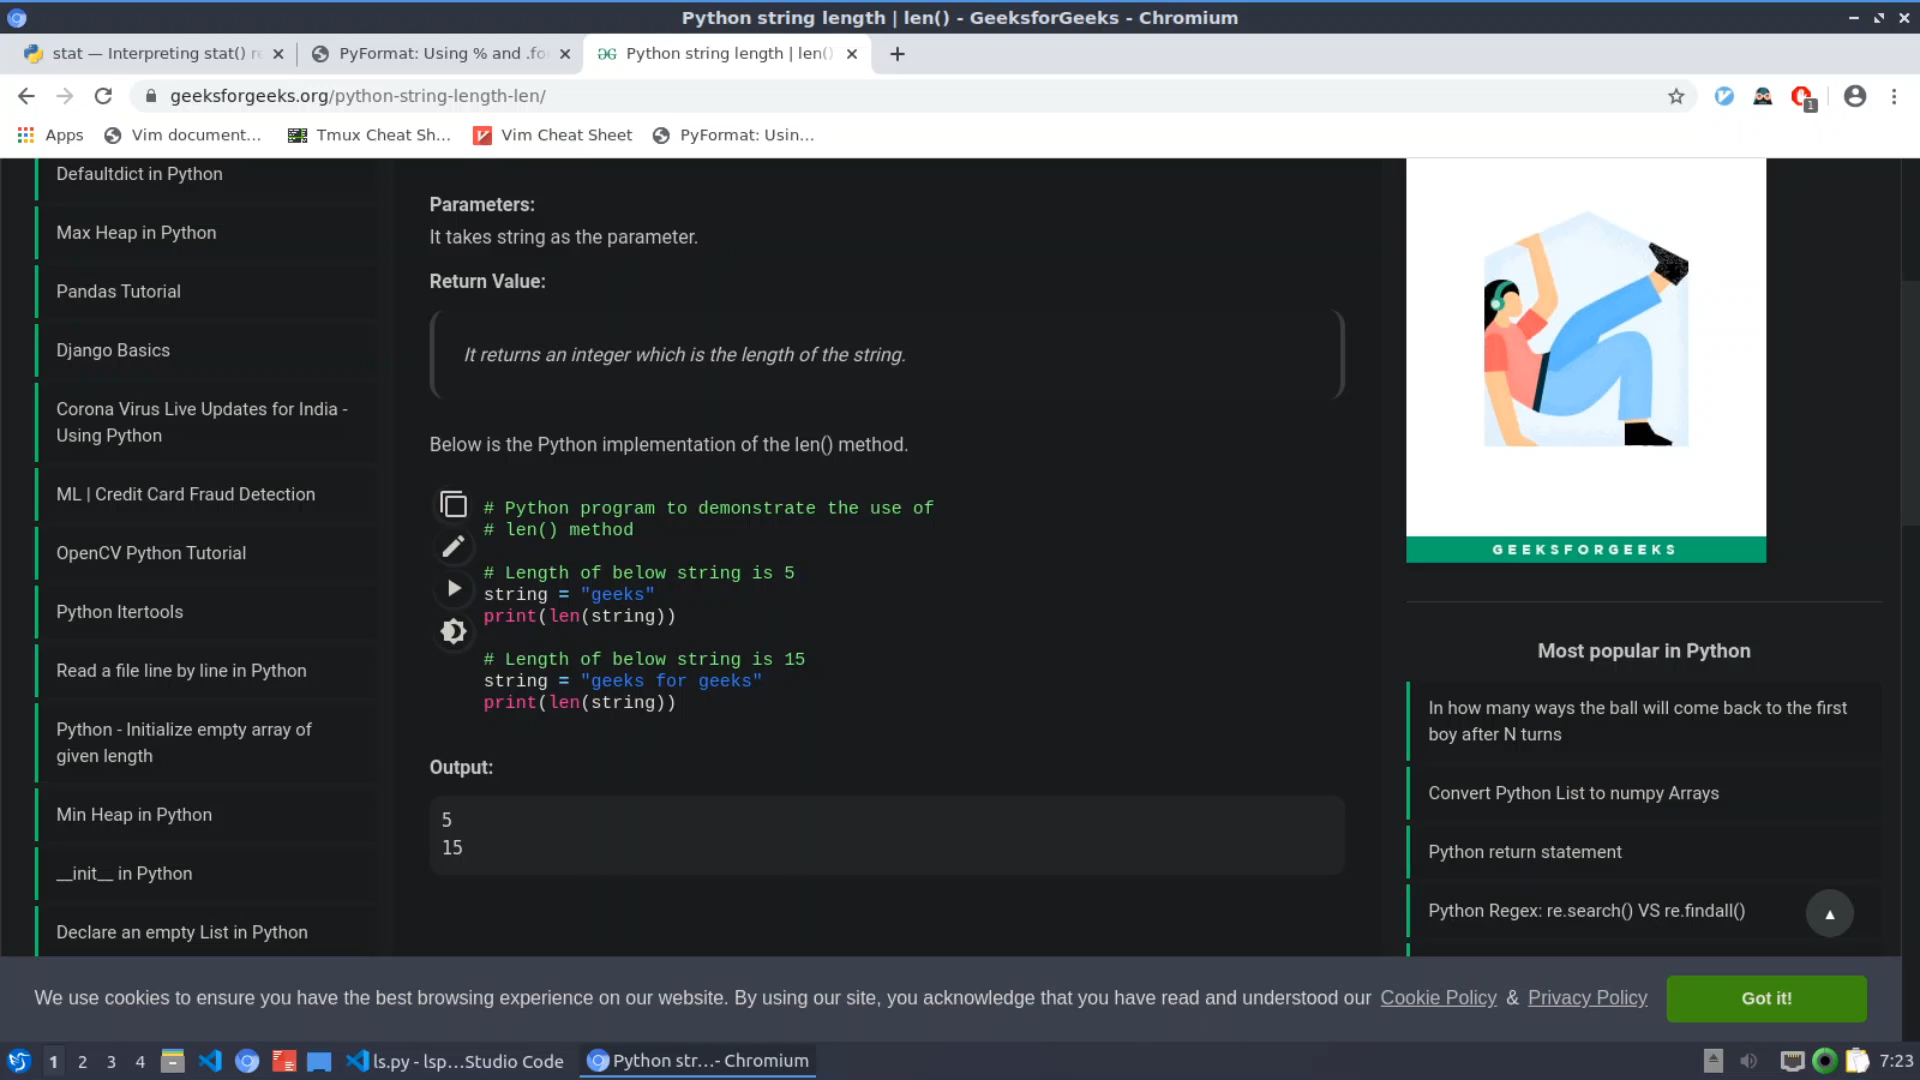 Python string length | len() - GeeksforGeeks - Chromium
stat — Interpreting stat() re
PyFormat: Using % and .fo
Python string length | len()
geeksforgeeks.org/python-string-length-len/
1
Apps
Vim document...
Tmux Cheat Sh...
Vim Cheat Sheet
PyFormat: Usin...
Defaultdict in Python
Max Heap in Python
Pandas Tutorial
Django Basics
Corona Virus Live Updates for India -
Using Python
ML | Credit Card Fraud Detection
OpenCV Python Tutorial
Python Itertools
Read a file line by line in Python
Python - Initialize empty array of
given length
Min Heap in Python
__init__ in Python
Declare an empty List in Python
Parameters:
It takes string as the parameter.
Return Value:
It returns an integer which is the length of the string.
Below is the Python implementation of the len() method.
# Python program to demonstrate the use of
# len() method
# Length of below string is 5
string = "geeks"
print(len(string))
# Length of below string is 15
string = "geeks for geeks"
print(len(string))
Output:
5
15
GEEKSFORGEEKS
Most popular in Python
In how many ways the ball will come back to the first
boy after N turns
Convert Python List to numpy Arrays
Python return statement
Python Regex: re.search() VS re.findall()
We use cookies to ensure you have the best browsing experience on our website. By using our site, you acknowledge that you have read and understood our Cookie Policy & Privacy Policy
Got it!
1 2 3 4
ls.py - lsp...Studio Code
Python str...- Chromium
7:23